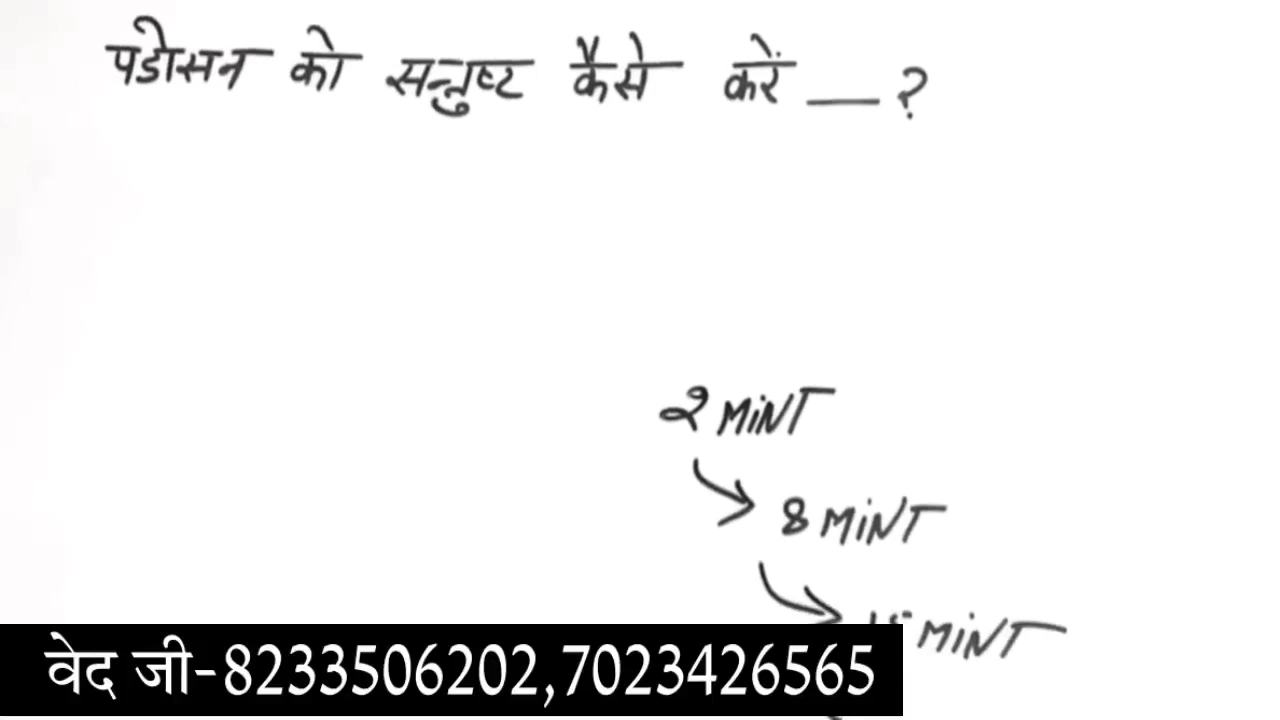 पडोसन को सन्तुष्ट कैसे करें __ ?
2 MiNT
8 MiNT
MiNT
वेद जी-8233506202,7023426565